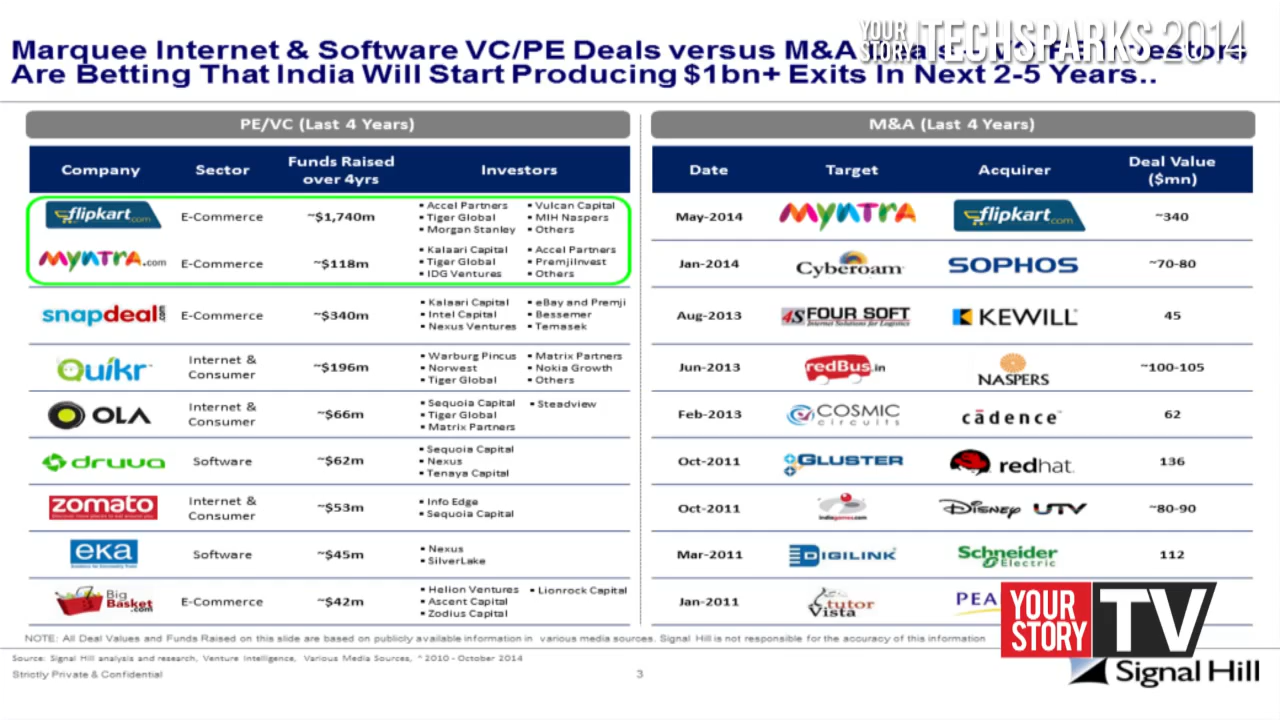 YOUR STORY TECHSPARKS 2014
Marquee Internet & Software VC/PE Deals versus M&A
Are Betting That India Will Start Producing $1bn+ Exits In Next 2-5 Years..
PE/VC (Last 4 Years)
Company Sector Funds Raised over 4yrs Investors
flipkart.com E-Commerce ~$1,740m
▪ Accel Partners ▪ Vulcan Capital
▪ Tiger Global ▪ MIH Naspers
▪ Morgan Stanley ▪ Others
myntra.com E-Commerce ~$118m
▪ Kalaari Capital ▪ Accel Partners
▪ Tiger Global ▪ PremjiInvest
▪ IDG Ventures ▪ Others
snapdeal.com E-Commerce ~$340m
▪ Kalaari Capital ▪ eBay and Premji
▪ Intel Capital ▪ Bessemer
▪ Nexus Ventures ▪ Temasek
Quikr Internet & Consumer ~$196m
▪ Warburg Pincus ▪ Matrix Partners
▪ Norwest ▪ Nokia Growth
▪ Tiger Global ▪ Others
OLA Internet & Consumer ~$66m
▪ Sequoia Capital ▪ Steadview
▪ Tiger Global
▪ Matrix Partners
druva Software ~$62m
▪ Sequoia Capital
▪ Nexus
▪ Tenaya Capital
zomato Internet & Consumer ~$53m
▪ Info Edge
▪ Sequoia Capital
eka Software ~$45m
▪ Nexus
▪ SilverLake
Big Basket.com E-Commerce ~$42m
▪ Helion Ventures ▪ Lionrock Capital
▪ Ascent Capital
▪ Zodius Capital
M&A (Last 4 Years)
Date Target Acquirer Deal Value ($mn)
May-2014 myntra flipkart.com ~340
Jan-2014 Cyberoam SOPHOS ~70-80
Aug-2013 4S FOUR SOFT Internet Solutions for Logistics KEWILL 45
Jun-2013 redBus.in NASPERS ~100-105
Feb-2013 COSMIC circuits cādence 62
Oct-2011 GLUSTER redhat. 136
Oct-2011 indiagames.com Disney UTV ~80-90
Mar-2011 DIGILINK Schneider Electric 112
Jan-2011 tutor Vista PEA
NOTE: All Deal Values and Funds Raised on this slide are based on publicly available information in various media sources. Signal Hill is not responsible for the accuracy of this information
Source: Signal Hill analysis and research, Venture Intelligence, Various Media Sources, * 2010 - October 2014
Strictly Private & Confidential
3
YOUR STORY TV
Signal Hill